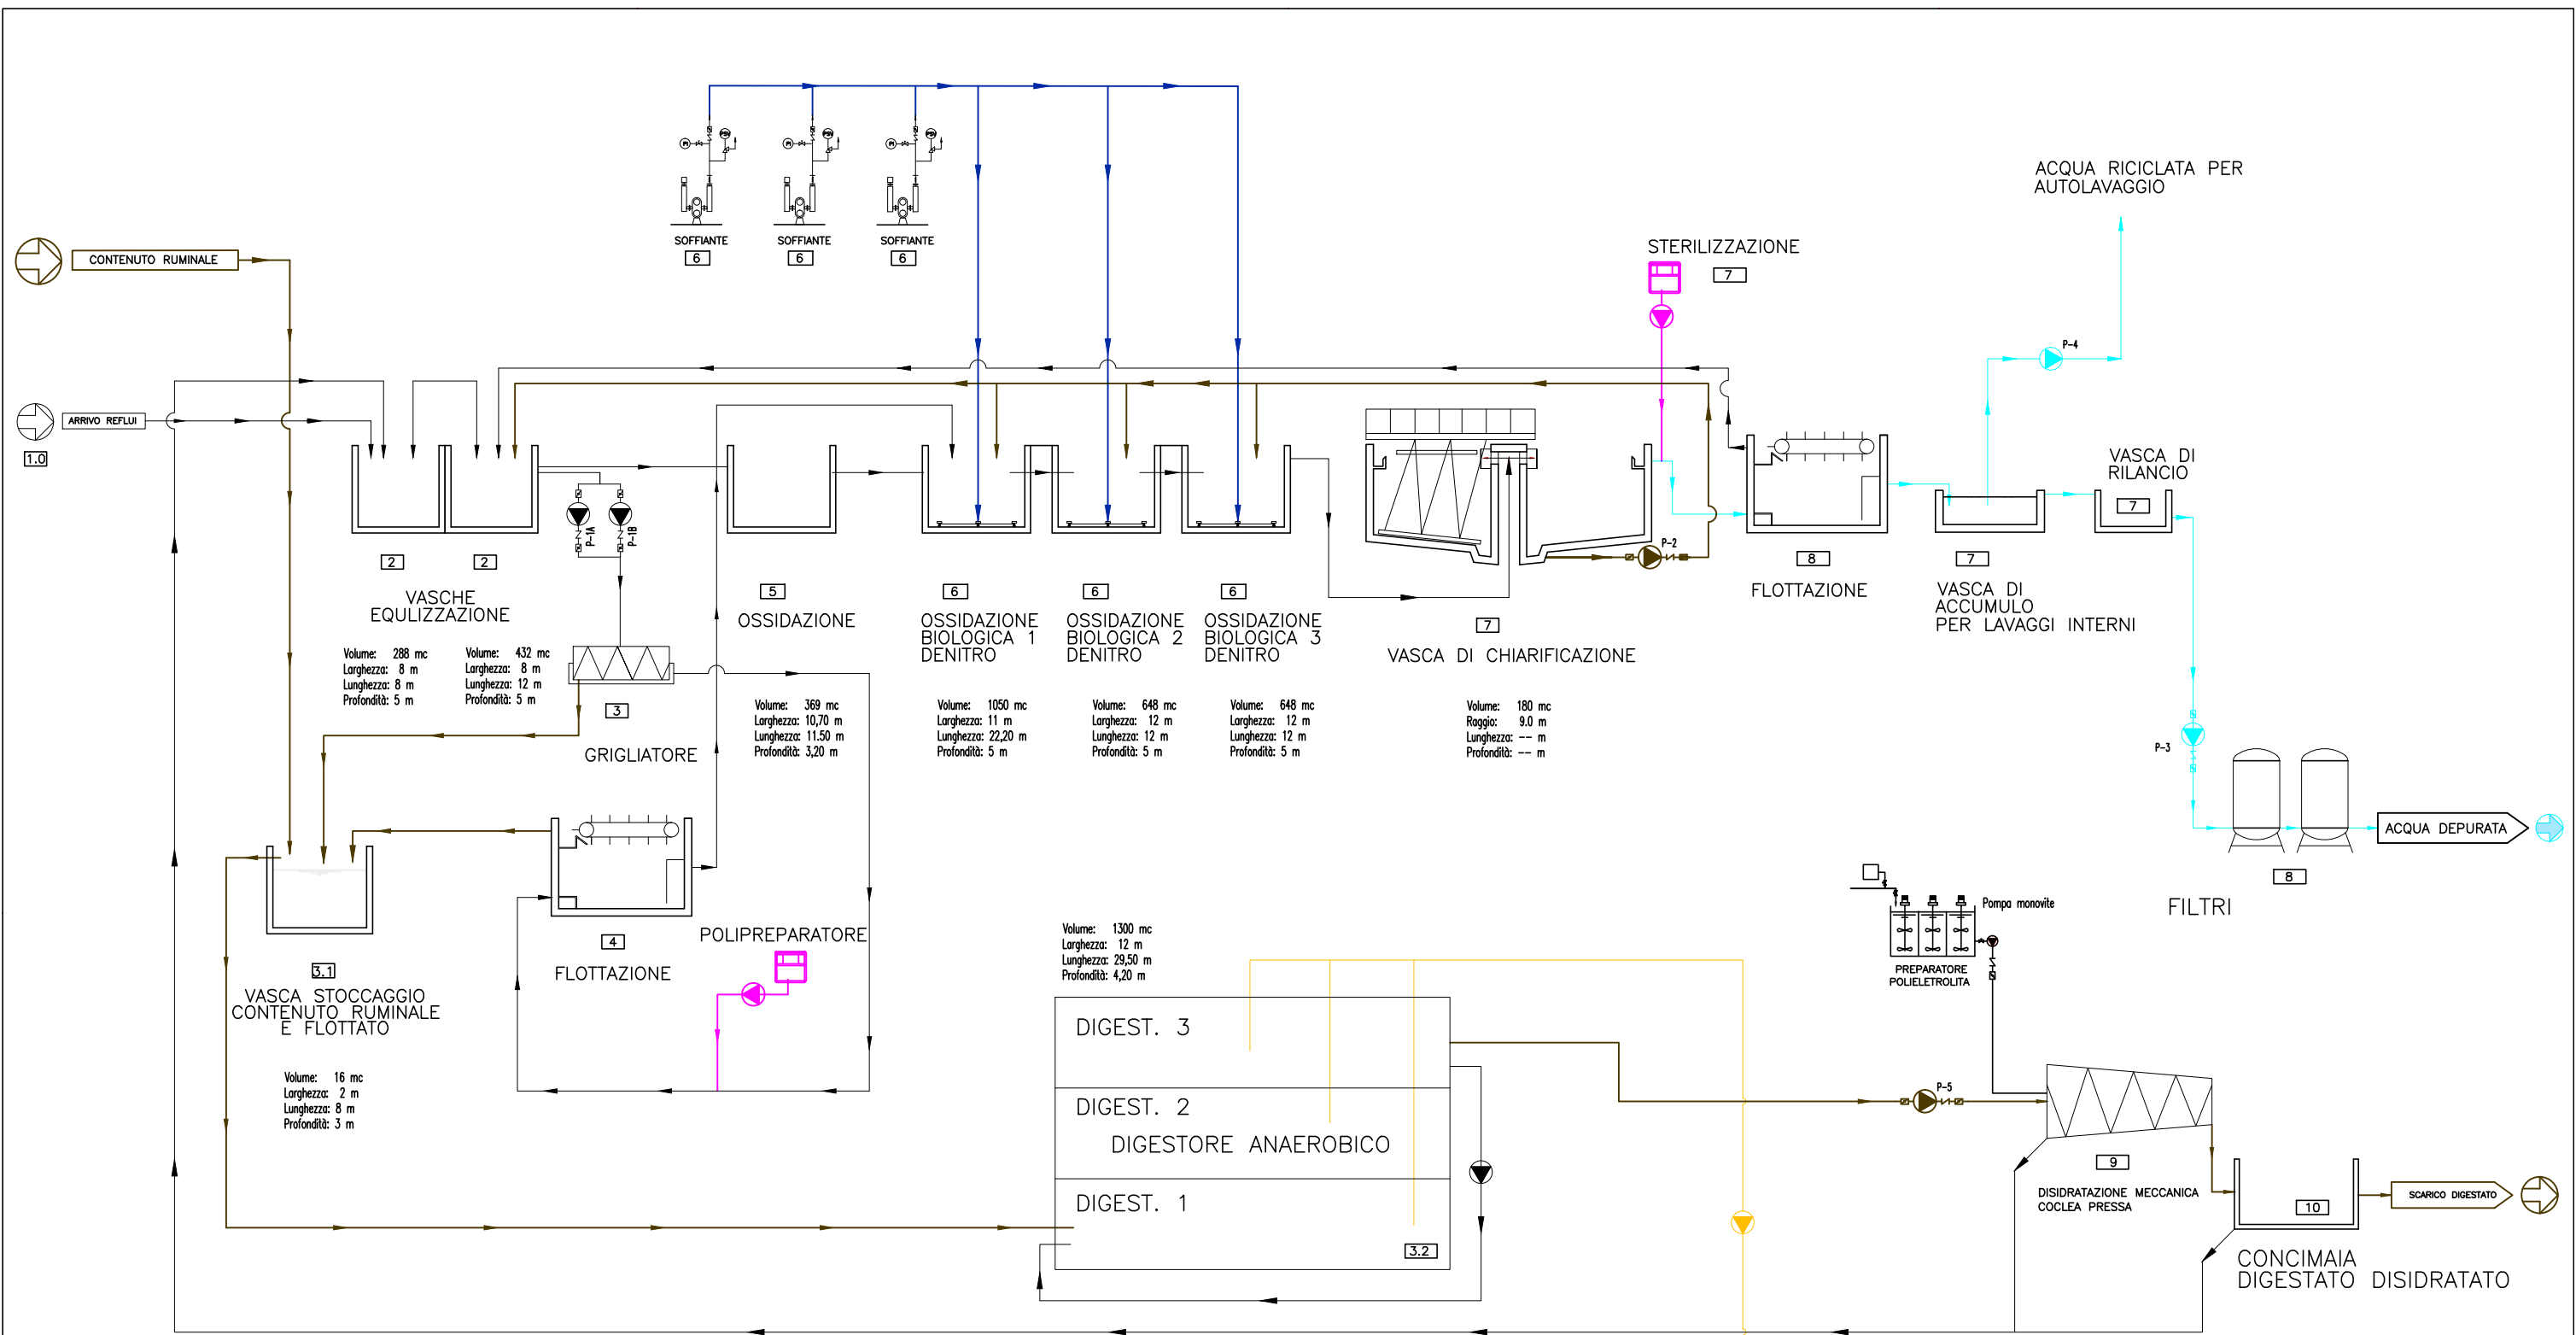 CONTENUTO RUMINALE
ARRIVO REFLUI
1.0
PI
PSV
PI
PSV
PI
PSV
SOFFIANTE
6
SOFFIANTE
6
SOFFIANTE
6
STERILIZZAZIONE
7
ACQUA RICICLATA PER
AUTOLAVAGGIO
P-4
VASCA DI
RILANCIO
7
P-1A
P-1B
2
2
VASCHE
EQULIZZAZIONE
Volume: 288 mc
Larghezza: 8 m
Lunghezza: 8 m
Profondità: 5 m
Volume: 432 mc
Larghezza: 8 m
Lunghezza: 12 m
Profondità: 5 m
3
GRIGLIATORE
5
OSSIDAZIONE
Volume: 369 mc
Larghezza: 10,70 m
Lunghezza: 11.50 m
Profondità: 3,20 m
6
OSSIDAZIONE
BIOLOGICA 1
DENITRO
Volume: 1050 mc
Larghezza: 11 m
Lunghezza: 22,20 m
Profondità: 5 m
6
OSSIDAZIONE
BIOLOGICA 2
DENITRO
Volume: 648 mc
Larghezza: 12 m
Lunghezza: 12 m
Profondità: 5 m
6
OSSIDAZIONE
BIOLOGICA 3
DENITRO
Volume: 648 mc
Larghezza: 12 m
Lunghezza: 12 m
Profondità: 5 m
P-2
7
VASCA DI CHIARIFICAZIONE
Volume: 180 mc
Raggio: 9.0 m
Lunghezza: -- m
Profondità: -- m
8
FLOTTAZIONE
7
VASCA DI
ACCUMULO
PER LAVAGGI INTERNI
P-3
ACQUA DEPURATA
8
FILTRI
3.1
VASCA STOCCAGGIO
CONTENUTO RUMINALE
E FLOTTATO
Volume: 16 mc
Larghezza: 2 m
Lunghezza: 8 m
Profondità: 3 m
4
FLOTTAZIONE
POLIPREPARATORE
Volume: 1300 mc
Larghezza: 12 m
Lunghezza: 29,50 m
Profondità: 4,20 m
DIGEST. 3
DIGEST. 2
DIGESTORE ANAEROBICO
DIGEST. 1
3.2
Pompa monovite
PREPARATORE
POLIELETROLITA
P-5
9
DISIDRATAZIONE MECCANICA
COCLEA PRESSA
10
SCARICO DIGESTATO
CONCIMAIA
DIGESTATO DISIDRATATO